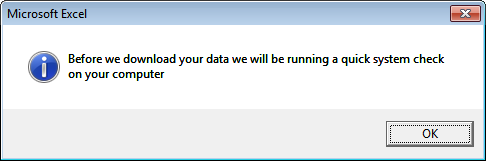 Microsoft Excel
Before we download your data we will be running a quick system check
on your computer
OK